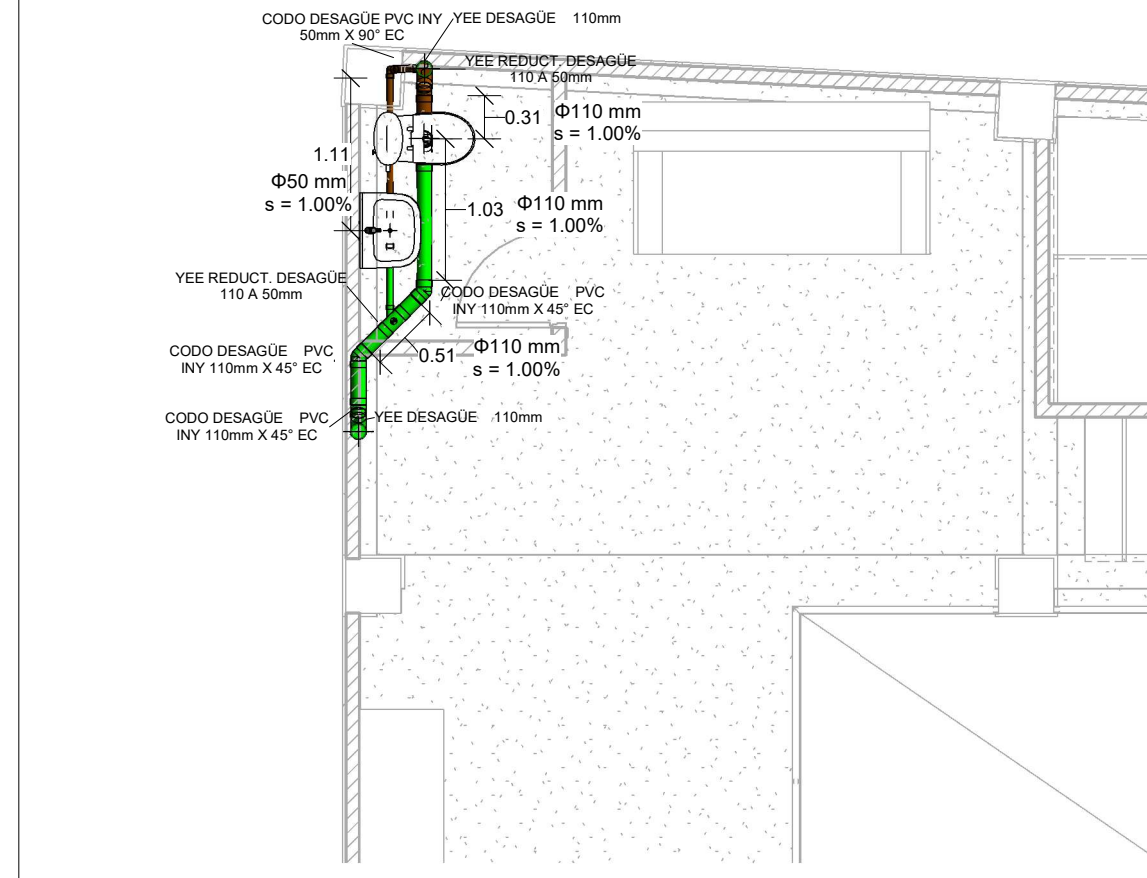 CODO DESAGÜE PVC INY
50mm X 90° EC
YEE DESAGÜE 110mm
YEE REDUCT. DESAGÜE
110 A 50mm
0.31
Φ110 mm
s = 1.00%
1.11
Φ50 mm
s = 1.00%
1.03
Φ110 mm
s = 1.00%
YEE REDUCT. DESAGÜE
110 A 50mm
CODO DESAGÜE PVC
INY 110mm X 45° EC
CODO DESAGÜE PVC
INY 110mm X 45° EC
0.51
Φ110 mm
s = 1.00%
CODO DESAGÜE PVC
INY 110mm X 45° EC
YEE DESAGÜE 110mm